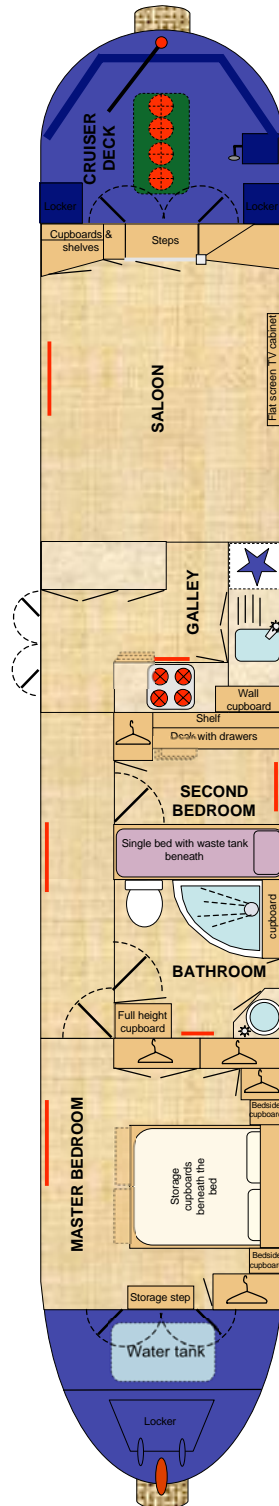 CRUISER
DECK
Locker
Locker
Cupboards &
shelves
Steps
Flat screen TV cabinet
SALOON
GALLEY
Wall
cupboard
Shelf
Desk with drawers
SECOND
BEDROOM
Single bed with waste tank
beneath
cupboard
BATHROOM
Full height
cupboard
MASTER BEDROOM
Bedside
cupboard
Storage
cupboards
beneath the
bed
Bedside
cupboard
Storage step
Water tank
Locker